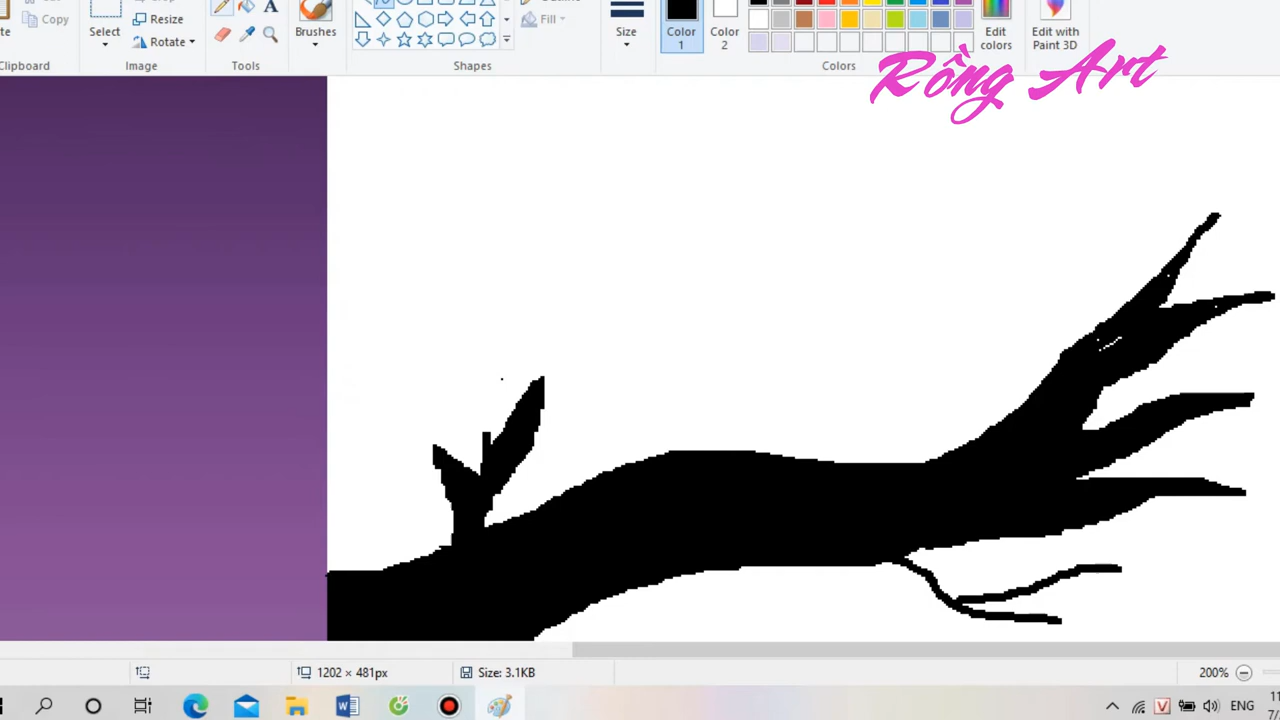 Copy
Resize
Rotate
Select
Brushes
Fill
Size
Color 1
Color 2
Edit colors
Edit with Paint 3D
Clipboard
Image
Tools
Shapes
Colors
Rồng Art
1202 × 481px
Size: 3.1KB
200%
ENG